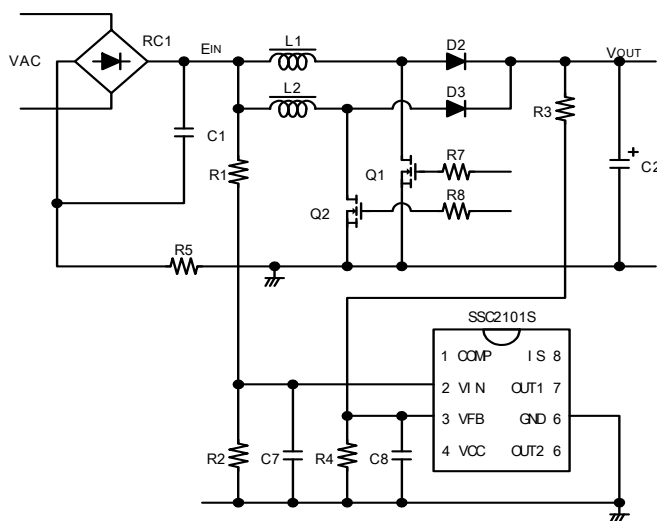 VAC
RC1
EIN
L1
D2
VOUT
L2
D3
C1
R1
R3
C2
+
Q1
R7
Q2
R8
R5
SSC2101S
1 COMP IS 8
2 VIN OUT1 7
3 VFB GND 6
4 VCC OUT2 6
R2
C7
R4
C8